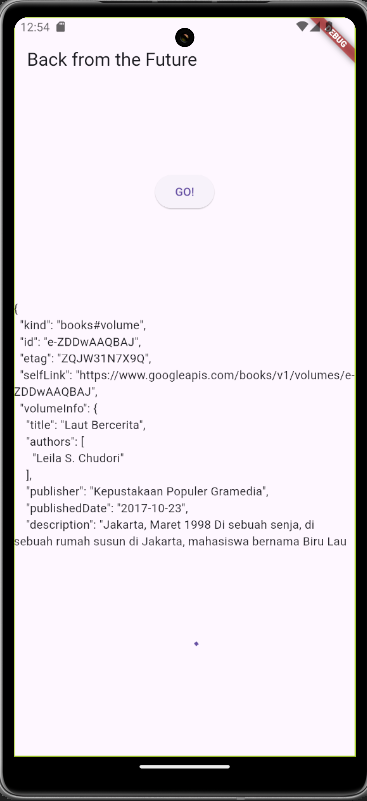 12:54
DEBUG
Back from the Future
GO!
{
"kind": "books#volume",
"id": "e-ZDDwAAQBAJ",
"etag": "ZQJW31N7X9Q",
"selfLink": "https://www.googleapis.com/books/v1/volumes/e-
ZDDwAAQBAJ",
"volumeInfo": {
"title": "Laut Bercerita",
"authors": [
"Leila S. Chudori"
],
"publisher": "Kepustakaan Populer Gramedia",
"publishedDate": "2017-10-23",
"description": "Jakarta, Maret 1998 Di sebuah senja, di
sebuah rumah susun di Jakarta, mahasiswa bernama Biru Lau